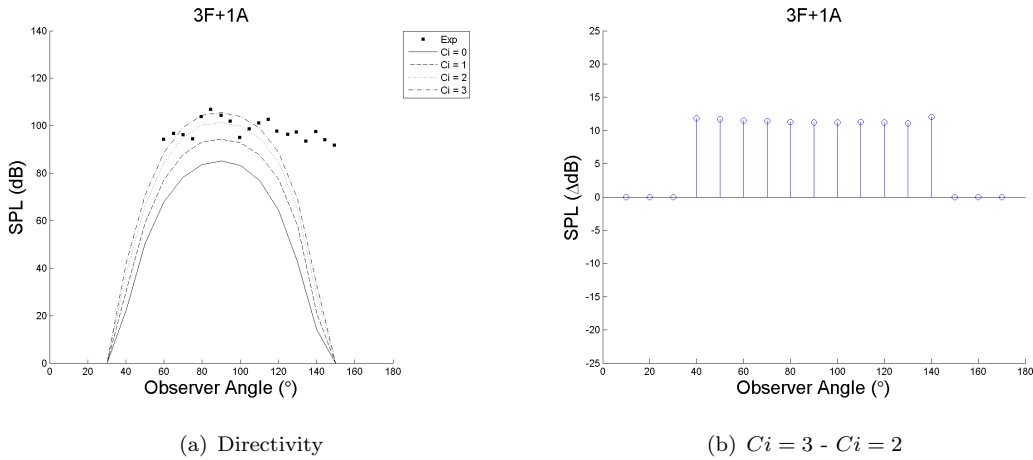 3F+1A
140
120
100
80
60
40
20
0
SPL (dB)
0 20 40 60 80 100 120 140 160 180
Observer Angle (°)
Exp
Ci = 0
Ci = 1
Ci = 2
Ci = 3
(a) Directivity
3F+1A
25
20
15
10
5
0
-5
-10
-15
-20
-25
SPL (ΔdB)
0 20 40 60 80 100 120 140 160 180
Observer Angle (°)
(b) Ci = 3 - Ci = 2